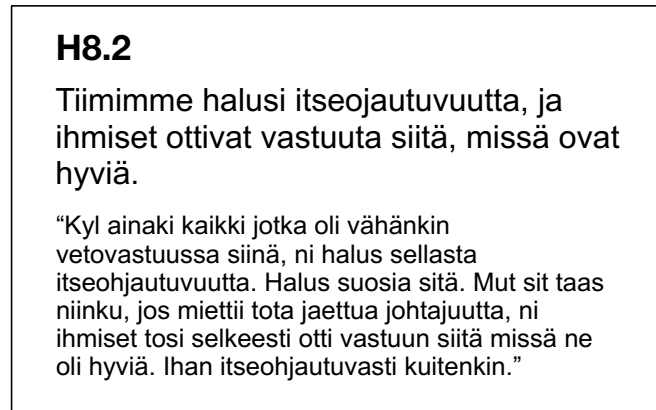 H8.2
Tiimimme halusi itseojautuvuutta, ja
ihmiset ottivat vastuuta siitä, missä ovat
hyviä.
“Kyl ainaki kaikki jotka oli vähänkin
vetovastuussa siinä, ni halus sellasta
itseohjautuvuutta. Halus suosia sitä. Mut sit taas
niinku, jos miettii tota jaettua johtajuutta, ni
ihmiset tosi selkeesti otti vastuun siitä missä ne
oli hyviä. Ihan itseohjautuvasti kuitenkin.”